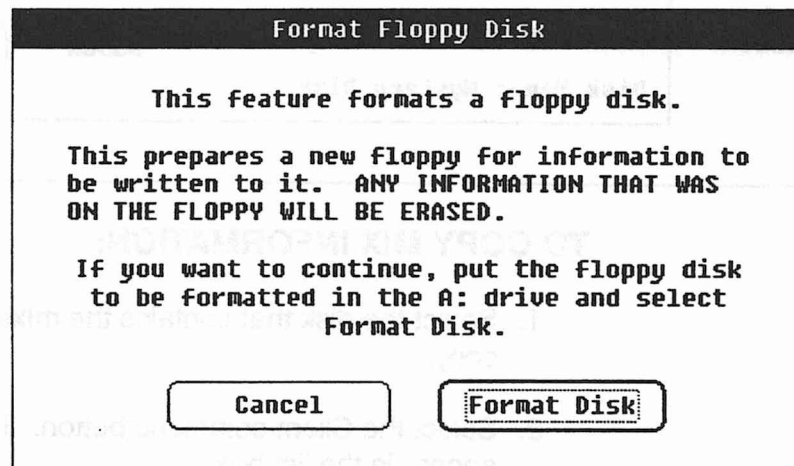 Format Floppy Disk
This feature formats a floppy disk.
This prepares a new floppy for information to
be written to it.  ANY INFORMATION THAT WAS
ON THE FLOPPY WILL BE ERASED.
If you want to continue, put the floppy disk
to be formatted in the A: drive and select
Format Disk.
Cancel
Format Disk